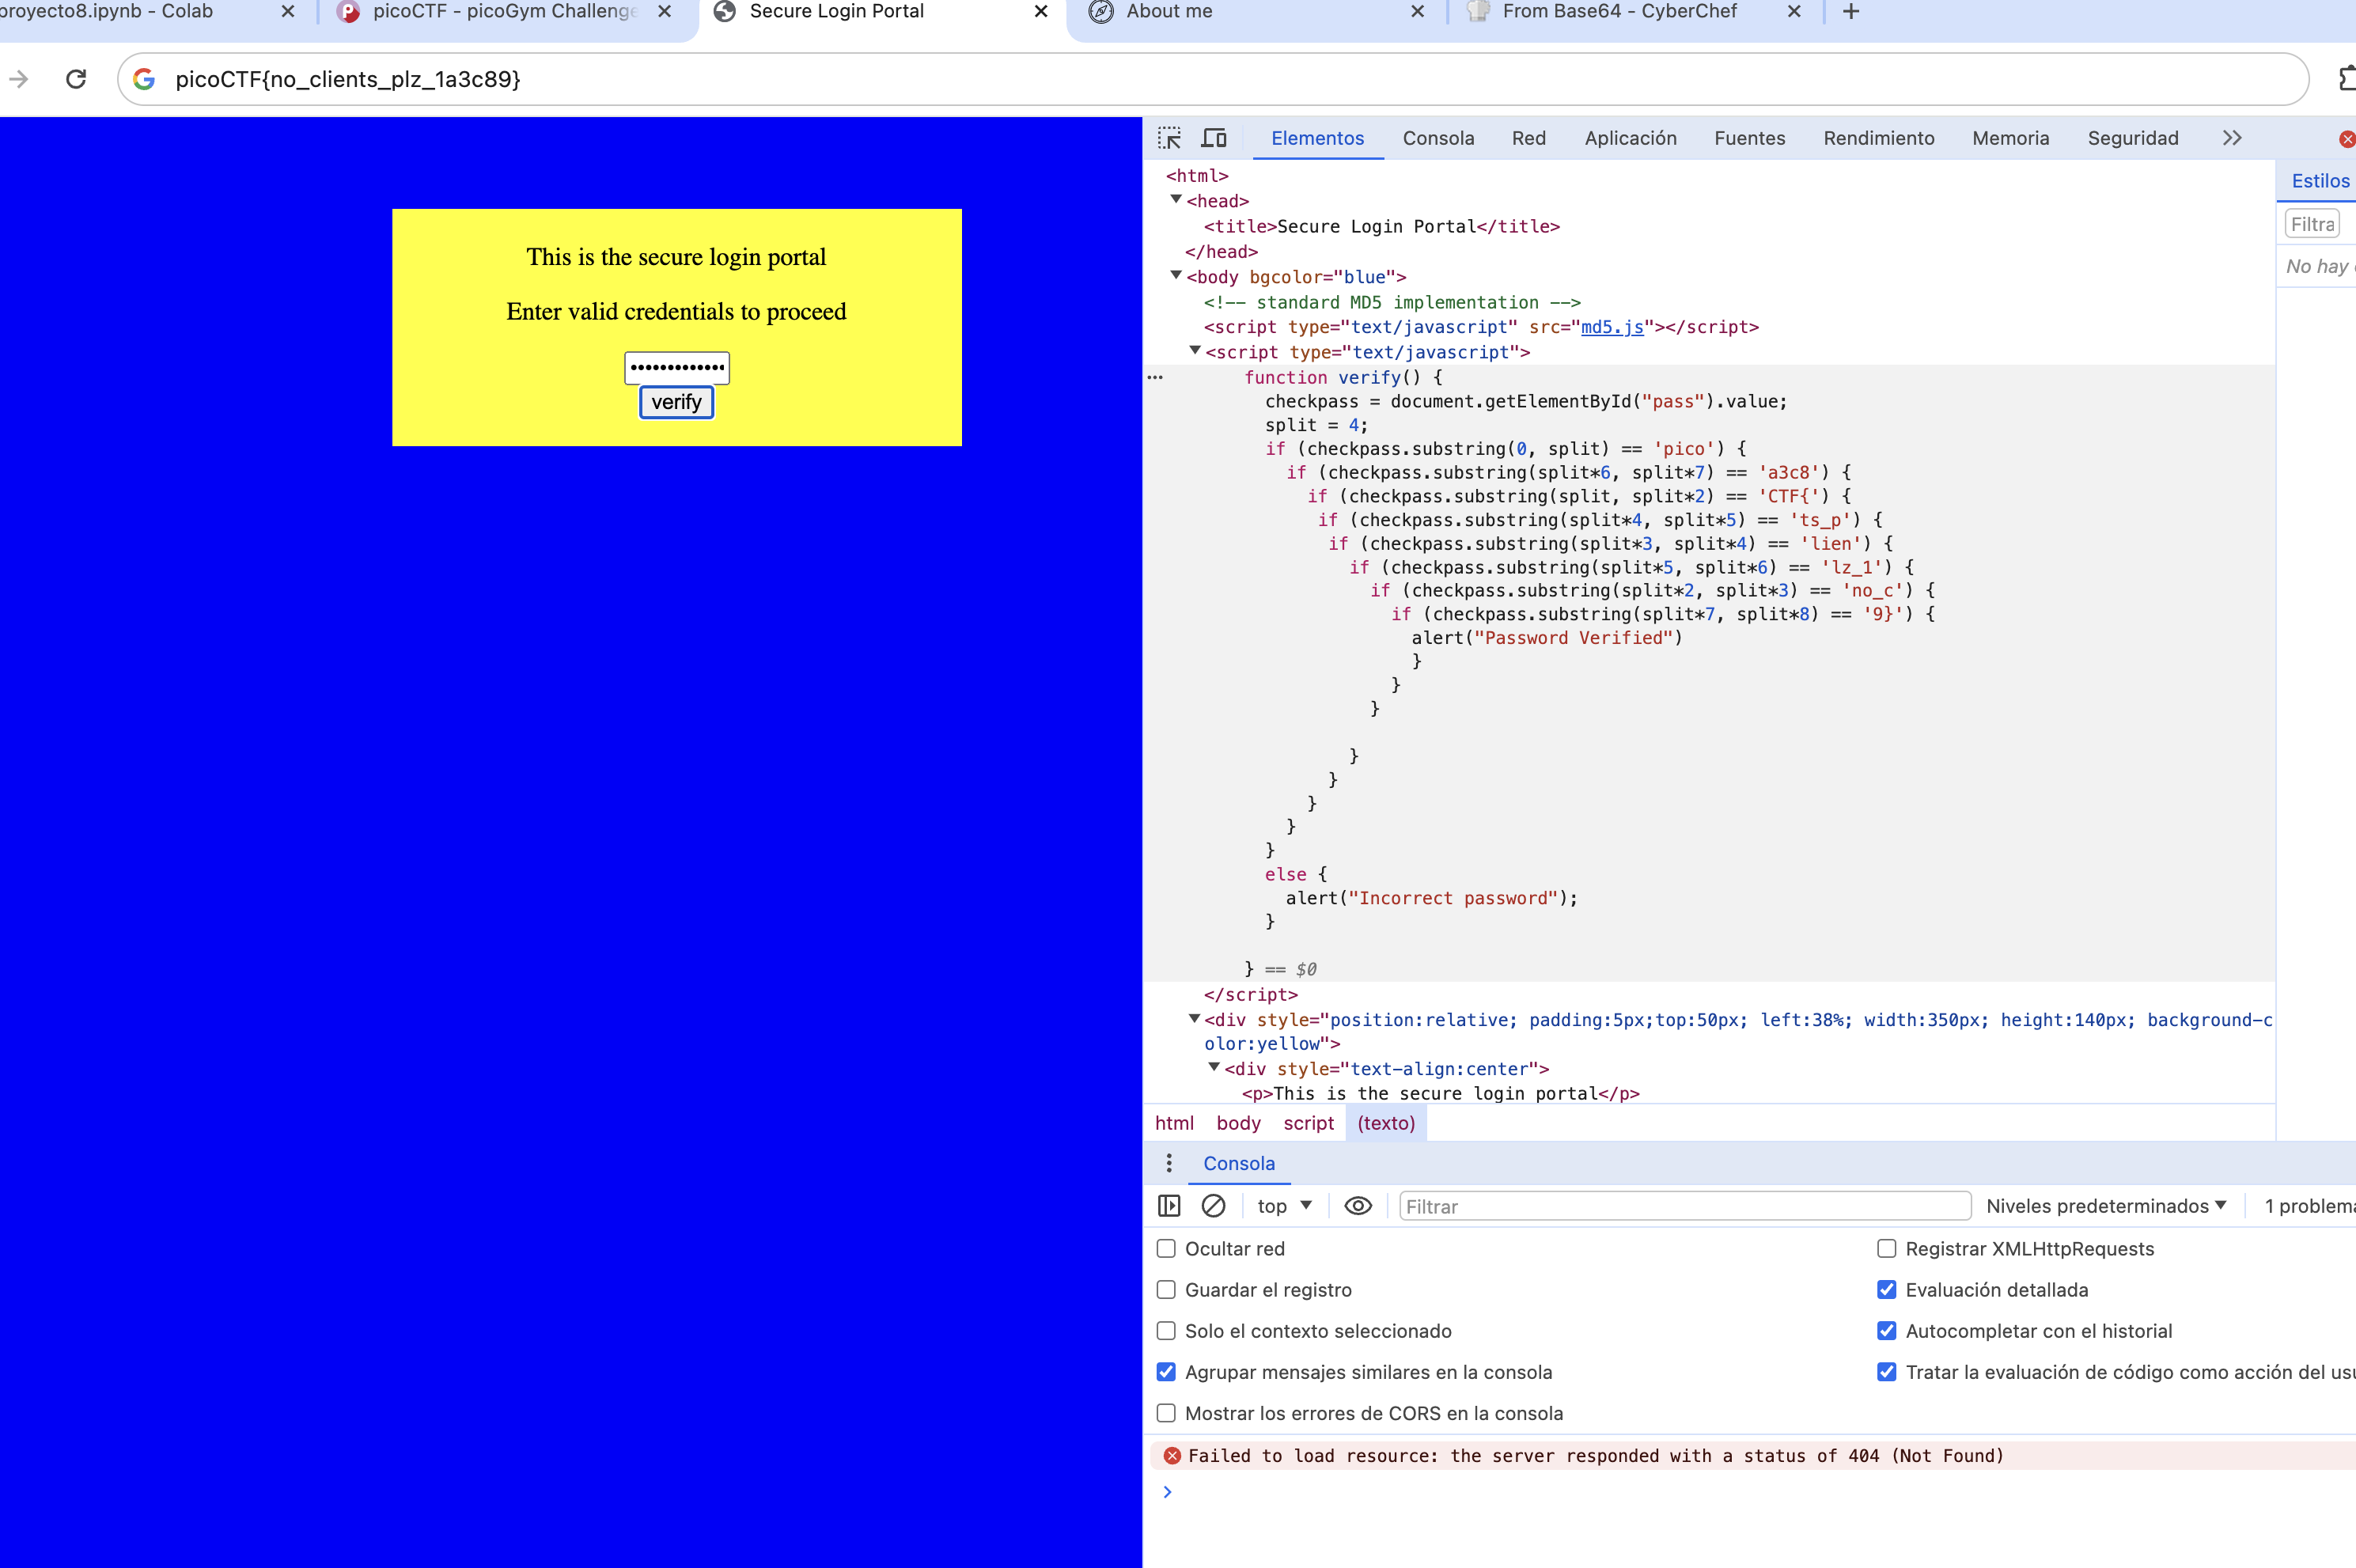 proyecto8.ipynb - Colab
picoCTF - picoGym Challenge
Secure Login Portal
About me
From Base64 - CyberChef
picoCTF{no_clients_plz_1a3c89}
This is the secure login portal
Enter valid credentials to proceed
verify
Elementos Consola Red Aplicación Fuentes Rendimiento Memoria Seguridad
<html>
<head>
<title>Secure Login Portal</title>
</head>
<body bgcolor="blue">
<!-- standard MD5 implementation -->
<script type="text/javascript" src="md5.js"></script>
<script type="text/javascript">
function verify() {
checkpass = document.getElementById("pass").value;
split = 4;
if (checkpass.substring(0, split) == 'pico') {
if (checkpass.substring(split*6, split*7) == 'a3c8') {
if (checkpass.substring(split, split*2) == 'CTF{') {
if (checkpass.substring(split*4, split*5) == 'ts_p') {
if (checkpass.substring(split*3, split*4) == 'lien') {
if (checkpass.substring(split*5, split*6) == 'lz_1') {
if (checkpass.substring(split*2, split*3) == 'no_c') {
if (checkpass.substring(split*7, split*8) == '9}') {
alert("Password Verified")
}
}
}
}
}
}
}
}
else {
alert("Incorrect password");
}
} == $0
</script>
<div style="position:relative; padding:5px;top:50px; left:38%; width:350px; height:140px; background-c
olor:yellow">
<div style="text-align:center">
<p>This is the secure login portal</p>
html body script (texto)
Estilos
Filtra
No hay
Consola
top
Filtrar
Niveles predeterminados
1 problema
Ocultar red
Registrar XMLHttpRequests
Guardar el registro
Evaluación detallada
Solo el contexto seleccionado
Autocompletar con el historial
Agrupar mensajes similares en la consola
Tratar la evaluación de código como acción del usu
Mostrar los errores de CORS en la consola
Failed to load resource: the server responded with a status of 404 (Not Found)